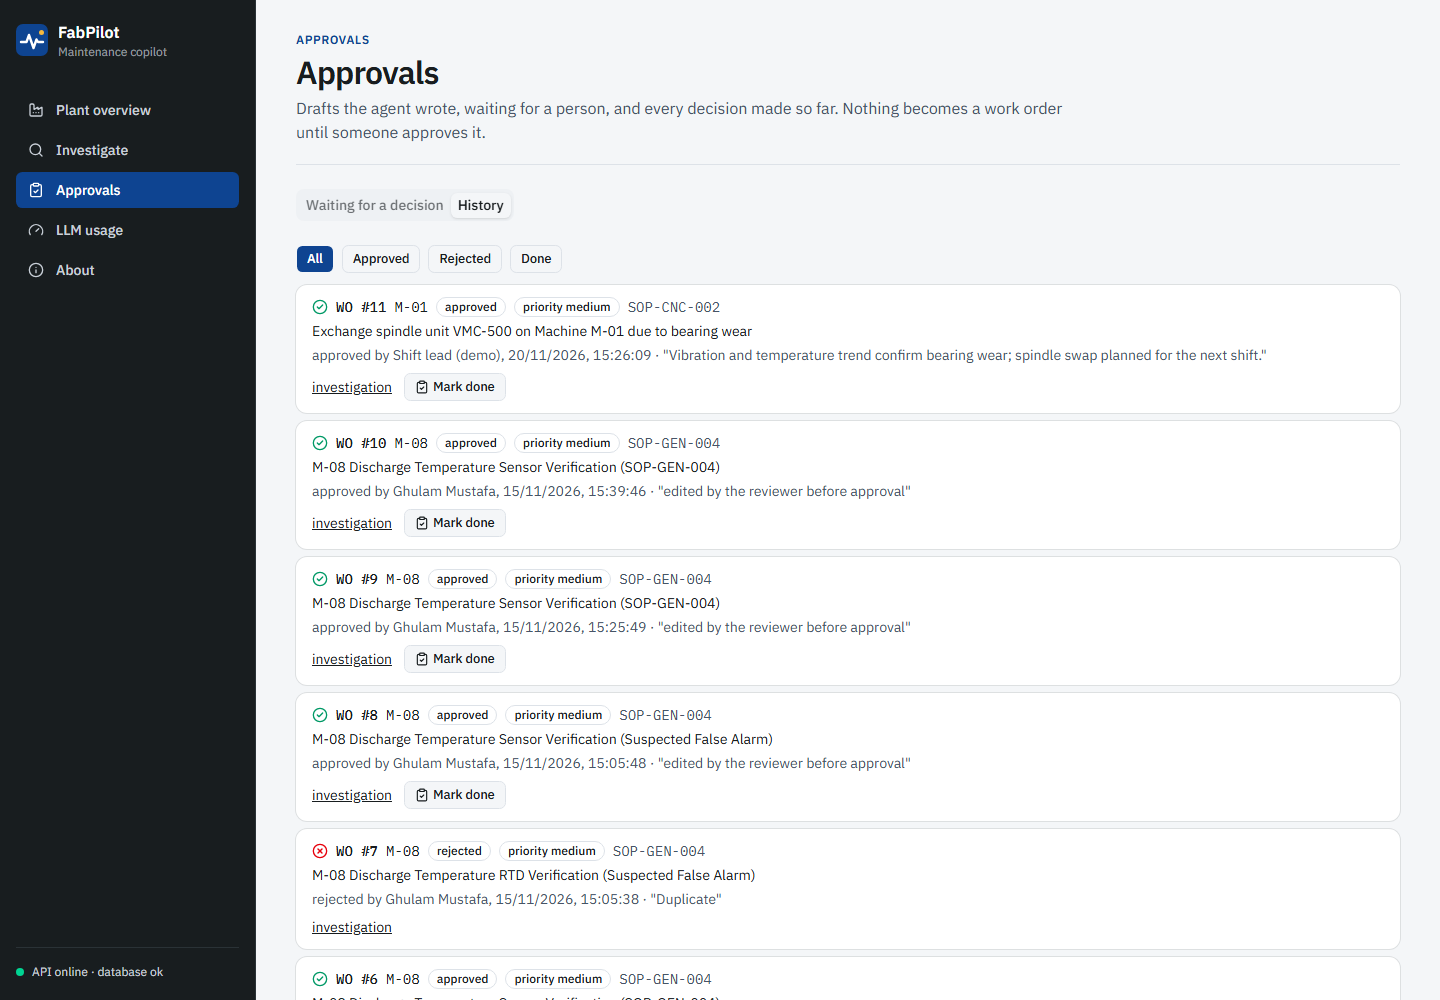 FabPilot
Maintenance copilot
Plant overview
Investigate
Approvals
LLM usage
About
API online · database ok
APPROVALS
Approvals
Drafts the agent wrote, waiting for a person, and every decision made so far. Nothing becomes a work order
until someone approves it.
Waiting for a decision History
All Approved Rejected Done
WO #11 M-01 approved priority medium SOP-CNC-002
Exchange spindle unit VMC-500 on Machine M-01 due to bearing wear
approved by Shift lead (demo), 20/11/2026, 15:26:09 · "Vibration and temperature trend confirm bearing wear; spindle swap planned for the next shift."
investigation Mark done
WO #10 M-08 approved priority medium SOP-GEN-004
M-08 Discharge Temperature Sensor Verification (SOP-GEN-004)
approved by Ghulam Mustafa, 15/11/2026, 15:39:46 · "edited by the reviewer before approval"
investigation Mark done
WO #9 M-08 approved priority medium SOP-GEN-004
M-08 Discharge Temperature Sensor Verification (SOP-GEN-004)
approved by Ghulam Mustafa, 15/11/2026, 15:25:49 · "edited by the reviewer before approval"
investigation Mark done
WO #8 M-08 approved priority medium SOP-GEN-004
M-08 Discharge Temperature Sensor Verification (Suspected False Alarm)
approved by Ghulam Mustafa, 15/11/2026, 15:05:48 · "edited by the reviewer before approval"
investigation Mark done
WO #7 M-08 rejected priority medium SOP-GEN-004
M-08 Discharge Temperature RTD Verification (Suspected False Alarm)
rejected by Ghulam Mustafa, 15/11/2026, 15:05:38 · "Duplicate"
investigation
WO #6 M-08 approved priority medium SOP-GEN-004